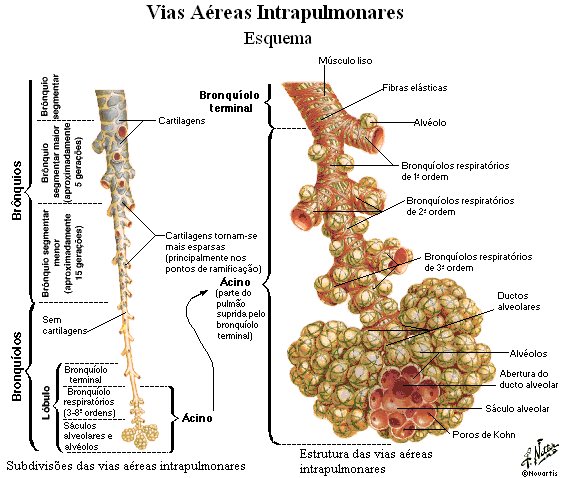 Vias Aéreas Intrapulmonares
Esquema
Brônquios
Bronquíolos
Brônquio
segmentar
Brônquio
segmentar maior
(aproximadamente
5 gerações)
Brônquio segmentar
menor
(aproximadamente
15 gerações)
Cartilagens
Cartilagens tornam-se
mais esparsas
(principalmente nos
pontos de ramificação)
Sem
cartilagens
Lóbulo
Bronquíolo
terminal
Bronquíolo
respiratórios
(3-8ª ordens)
Sáculos
alveolares e
alvéolos
Ácino
Subdivisões das vias aéreas intrapulmonares
Bronquíolo
terminal
Ácino
(parte do
pulmão
suprida pelo
bronquíolo
terminal)
Músculo liso
Fibras elásticas
Alvéolo
Bronquíolos respiratórios
de 1ª ordem
Bronquíolos respiratórios
de 2ª ordem
Bronquíolos respiratórios
de 3ª ordem
Ductos
alveolares
Alvéolos
Abertura do
ducto alveolar
Sáculo alveolar
Poros de Kohn
Estrutura das vias aéreas
intrapulmonares
F. Netter
©Novartis